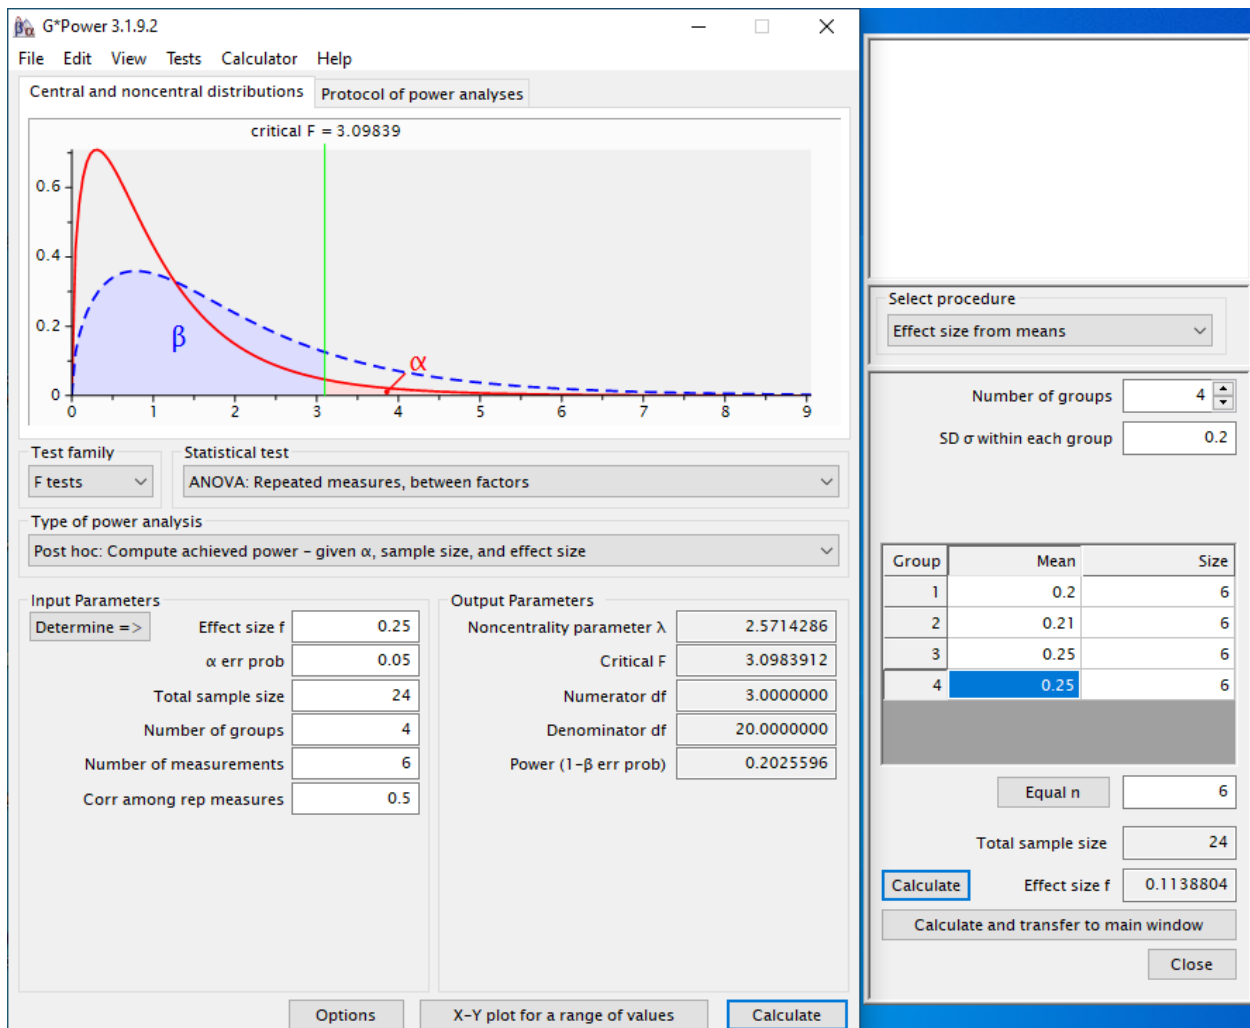 G*Power 3.1.9.2
File Edit View Tests Calculator Help
Central and noncentral distributions Protocol of power analyses
critical F = 3.09839
0.6
0.4
0.2
0
β
α
0 1 2 3 4 5 6 7 8 9
Test family
F tests
Statistical test
ANOVA: Repeated measures, between factors
Type of power analysis
Post hoc: Compute achieved power – given α, sample size, and effect size
Input Parameters
Determine =>
Effect size f 0.25
α err prob 0.05
Total sample size 24
Number of groups 4
Number of measurements 6
Corr among rep measures 0.5
Output Parameters
Noncentrality parameter λ 2.5714286
Critical F 3.0983912
Numerator df 3.0000000
Denominator df 20.0000000
Power (1-β err prob) 0.2025596
Options X-Y plot for a range of values Calculate
Select procedure
Effect size from means
Number of groups 4
SD σ within each group 0.2
Group Mean Size
1 0.2 6
2 0.21 6
3 0.25 6
4 0.25 6
Equal n 6
Total sample size 24
Calculate Effect size f 0.1138804
Calculate and transfer to main window
Close